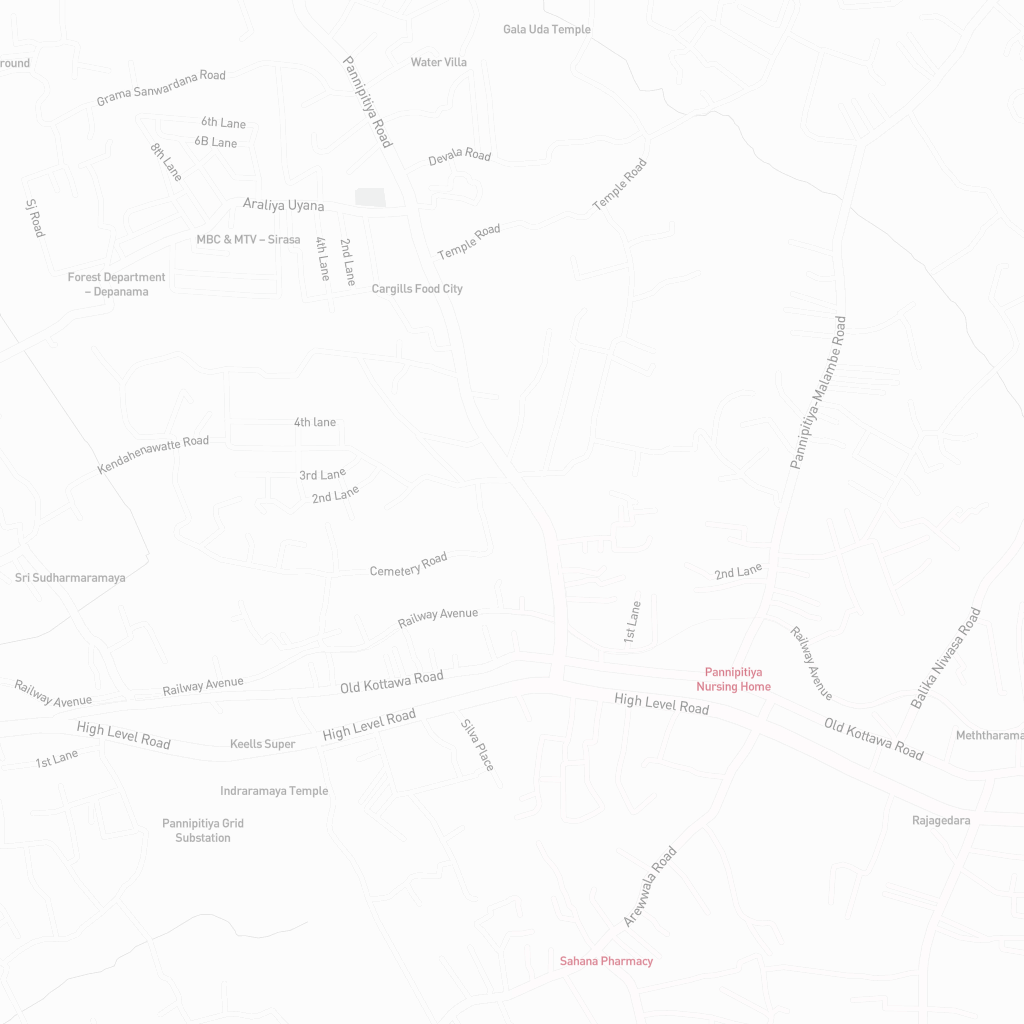 Gala Uda Temple
round
Water Villa
Pannipitiya Road
Grama Sanwardana Road
6th Lane
6B Lane
8th Lane
Devala Road
Temple Road
Sj Road
Araliya Uyana
MBC & MTV – Sirasa
4th Lane
2nd Lane
Temple Road
Forest Department
– Depanama
Cargills Food City
Pannipitiya-Malambe Road
4th lane
Kendahenawatte Road
3rd Lane
2nd Lane
Cemetery Road
2nd Lane
Sri Sudharmaramaya
Railway Avenue
1st Lane
Railway Avenue
Balika Niwasa Road
Pannipitiya
Nursing Home
Railway Avenue
Railway Avenue
Old Kottawa Road
High Level Road
High Level Road
High Level Road
Old Kottawa Road
Silva Place
Keells Super
Meththarama
1st Lane
Indraramaya Temple
Pannipitiya Grid
Substation
Rajagedara
Arewwala Road
Sahana Pharmacy